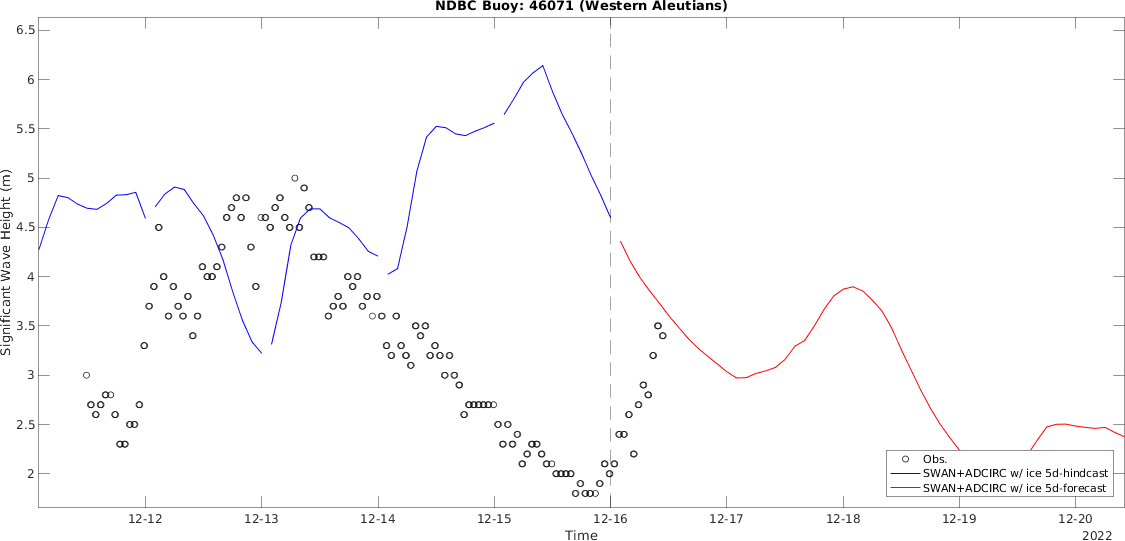 NDBC Buoy: 46071 (Western Aleutians)
6.5
6
5.5
5
4.5
4
3.5
3
2.5
2
Significant Wave Height (m)
Obs.
SWAN+ADCIRC w/ ice 5d-hindcast
SWAN+ADCIRC w/ ice 5d-forecast
12-12 12-13 12-14 12-15 12-16 12-17 12-18 12-19 12-20
Time
2022